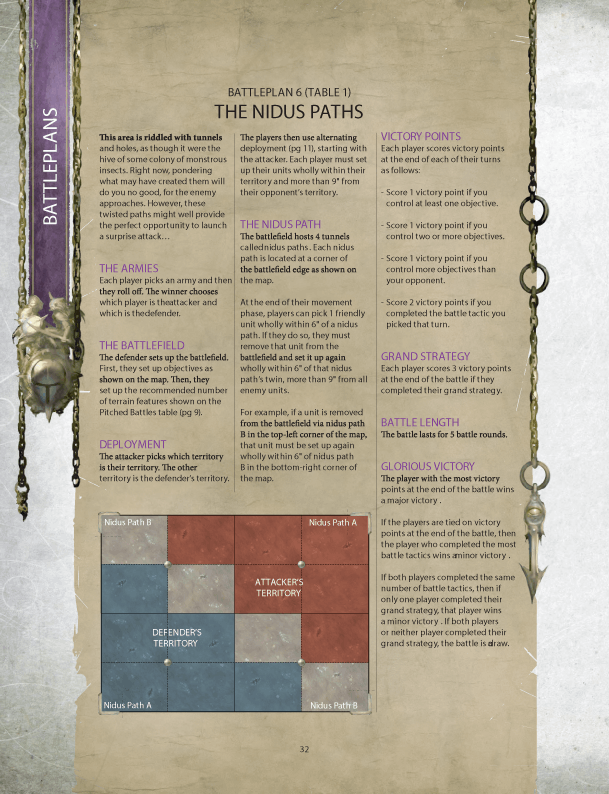 BATTLEPLANS
BATTLEPLAN 6 (TABLE 1)
THE NIDUS PATHS
This area is riddled with tunnels
and holes, as though it were the
hive of some colony of monstrous
insects. Right now, pondering
what may have created them will
do you no good, for the enemy
approaches. However, these
twisted paths might well provide
the perfect opportunity to launch
a surprise attack…
THE ARMIES
Each player picks an army and then
they roll off. The winner chooses
which player is theattacker and
which is thedefender.
THE BATTLEFIELD
The defender sets up the battlefield.
First, they set up objectives as
shown on the map. Then, they
set up the recommended number
of terrain features shown on the
Pitched Battles table (pg 9).
DEPLOYMENT
The attacker picks which territory
is their territory. The other
territory is the defender's territory.
The players then use alternating
deployment (pg 11), starting with
the attacker. Each player must set
up their units wholly within their
territory and more than 9" from
their opponent's territory.
THE NIDUS PATH
The battlefield hosts 4 tunnels
called nidus paths . Each nidus
path is located at a corner of
the battlefield edge as shown on
the map.
At the end of their movement
phase, players can pick 1 friendly
unit wholly within 6" of a nidus
path. If they do so, they must
remove that unit from the
battlefield and set it up again
wholly within 6" of that nidus
path's twin, more than 9" from all
enemy units.
For example, if a unit is removed
from the battlefield via nidus path
B in the top-left corner of the map,
that unit must be set up again
wholly within 6" of nidus path
B in the bottom-right corner of
the map.
VICTORY POINTS
Each player scores victory points
at the end of each of their turns
as follows:
- Score 1 victory point if you
control at least one objective.
- Score 1 victory point if you
control two or more objectives.
- Score 1 victory point if you
control more objectives than
your opponent.
- Score 2 victory points if you
completed the battle tactic you
picked that turn.
GRAND STRATEGY
Each player scores 3 victory points
at the end of the battle if they
completed their grand strategy.
BATTLE LENGTH
The battle lasts for 5 battle rounds.
GLORIOUS VICTORY
The player with the most victory
points at the end of the battle wins
a major victory .
If the players are tied on victory
points at the end of the battle, then
the player who completed the most
battle tactics wins a minor victory .
If both players completed the same
number of battle tactics, then if
only one player completed their
grand strategy, that player wins
a minor victory . If both players
or neither player completed their
grand strategy, the battle is a draw.
Nidus Path B
Nidus Path A
ATTACKER'S
TERRITORY
DEFENDER'S
TERRITORY
Nidus Path A
Nidus Path B
32